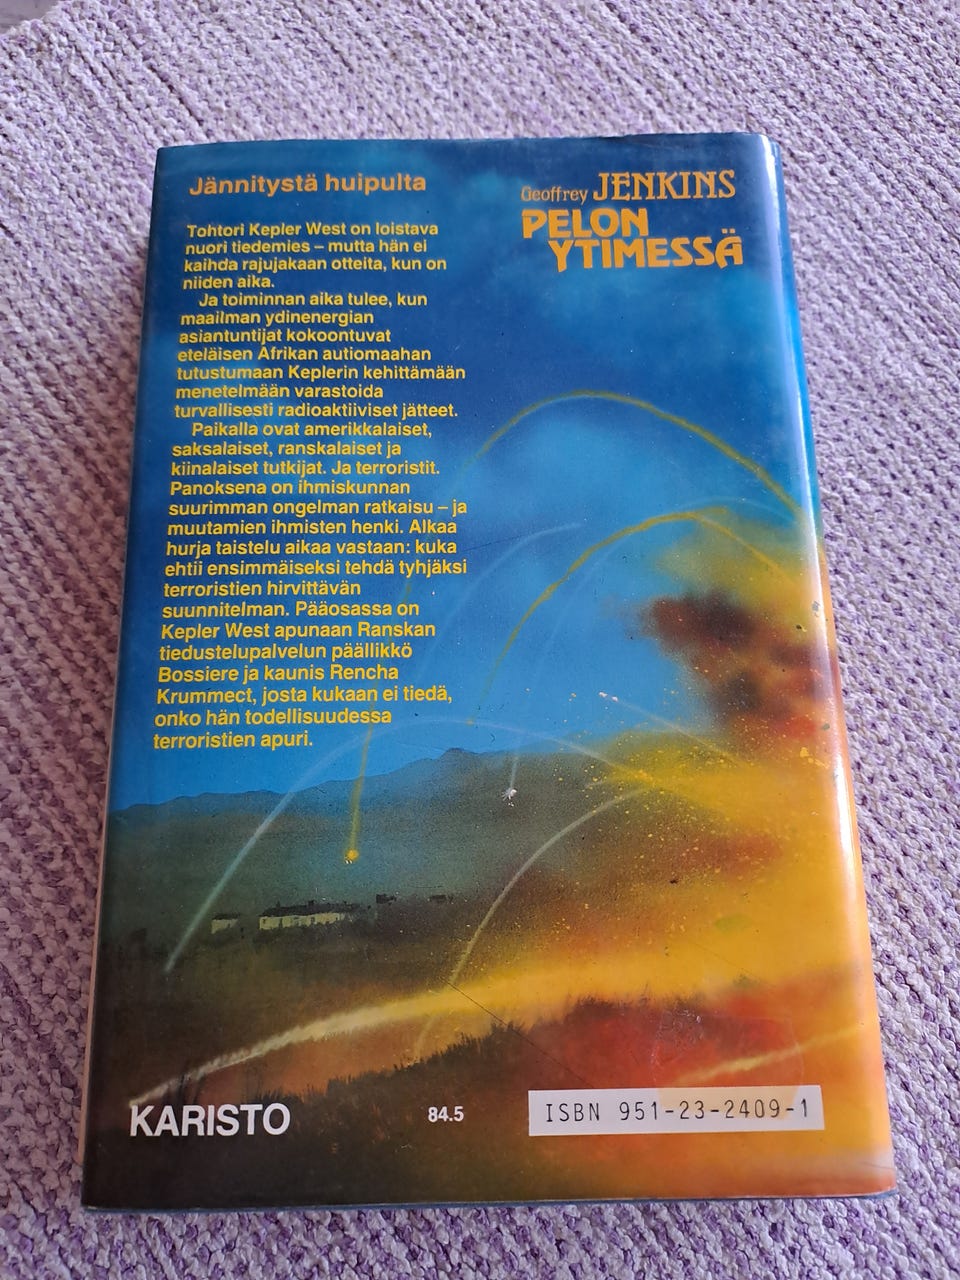 Jännitystä huipulta
Geoffrey JENKINS
PELON
YTIMESSÄ
Tohtori Kepler West on loistava
nuori tiedemies – mutta hän ei
kaihda rajujakaan otteita, kun on
niiden aika.
Ja toiminnan aika tulee, kun
maailman ydinenergian
asiantuntijat kokoontuvat
eteläisen Afrikan autiomaahan
tutustumaan Keplerin kehittämään
menetelmään varastoida
turvallisesti radioaktiiviset jätteet.
Paikalla ovat amerikkalaiset,
saksalaiset, ranskalaiset ja
kiinalaiset tutkijat. Ja terroristit.
Panoksena on ihmiskunnan
suurimman ongelman ratkaisu – ja
muutamien ihmisten henki. Alkaa
hurja taistelu aikaa vastaan: kuka
ehtii ensimmäiseksi tehdä tyhjäksi
terroristien hirvittävän
suunnitelman. Pääosassa on
Kepler West apunaan Ranskan
tiedustelupalvelun päällikkö
Bossiere ja kaunis Rencha
Krummect, josta kukaan ei tiedä,
onko hän todellisuudessa
terroristien apuri.
KARISTO
84.5
ISBN 951-23-2409-1